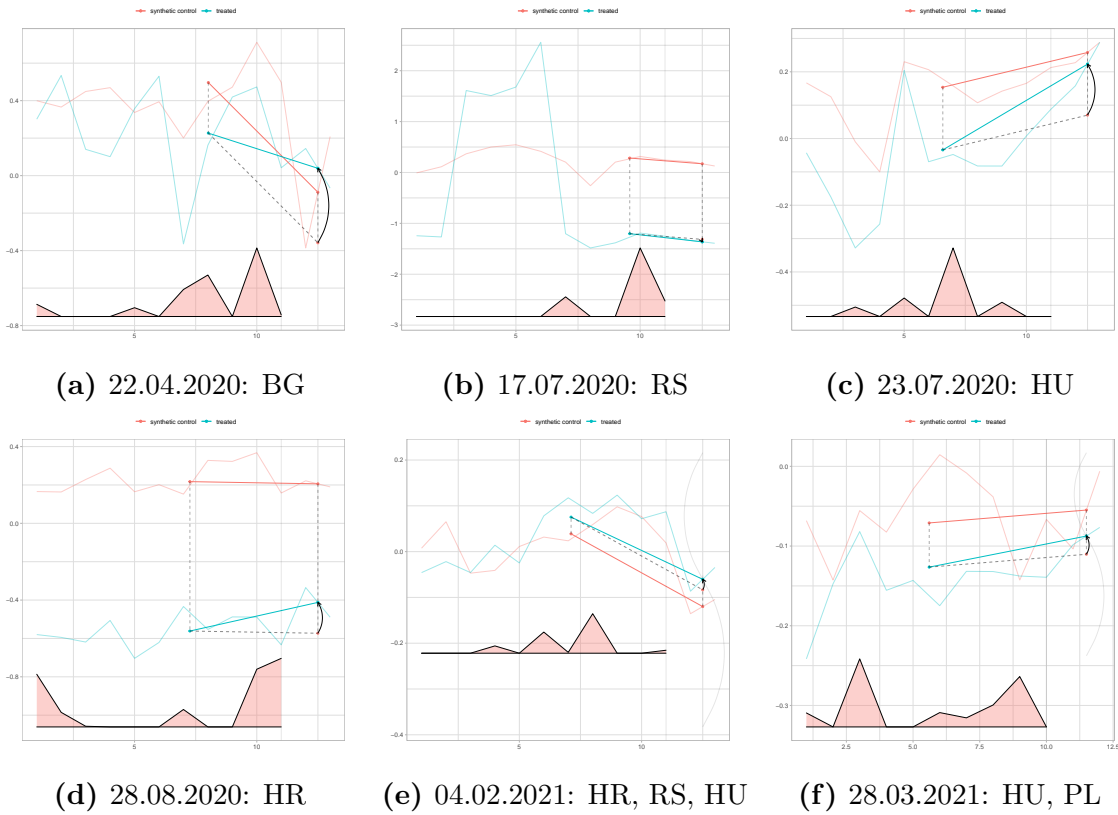 synthetic control treated
synthetic control treated
synthetic control treated
0.4
0.0
−0.4
−0.8
5 10
2
1
0
−1
−2
−3
5 10
0.2
0.0
−0.2
−0.4
5 10
(a) 22.04.2020: BG
(b) 17.07.2020: RS
(c) 23.07.2020: HU
synthetic control treated
synthetic control treated
synthetic control treated
0.4
0.0
−0.4
−0.8
5 10
0.2
0.0
−0.2
−0.4
5 10
0.0
−0.1
−0.2
−0.3
2.5 5.0 7.5 10.0 12.5
(d) 28.08.2020: HR
(e) 04.02.2021: HR, RS, HU
(f) 28.03.2021: HU, PL